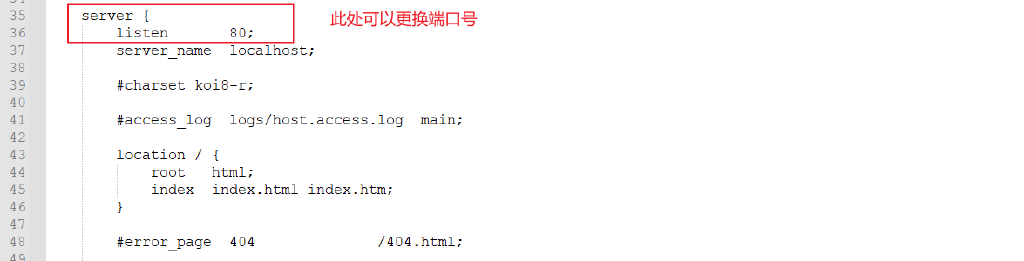 35 server {
此处可以更换端口号
36 listen 80;
37 server_name localhost;
38
39 #charset koi8-r;
40
41 #access_log logs/host.access.log main;
42
43 location / {
44 root html;
45 index index.html index.htm;
46 }
47
48 #error_page 404 /404.html;
49